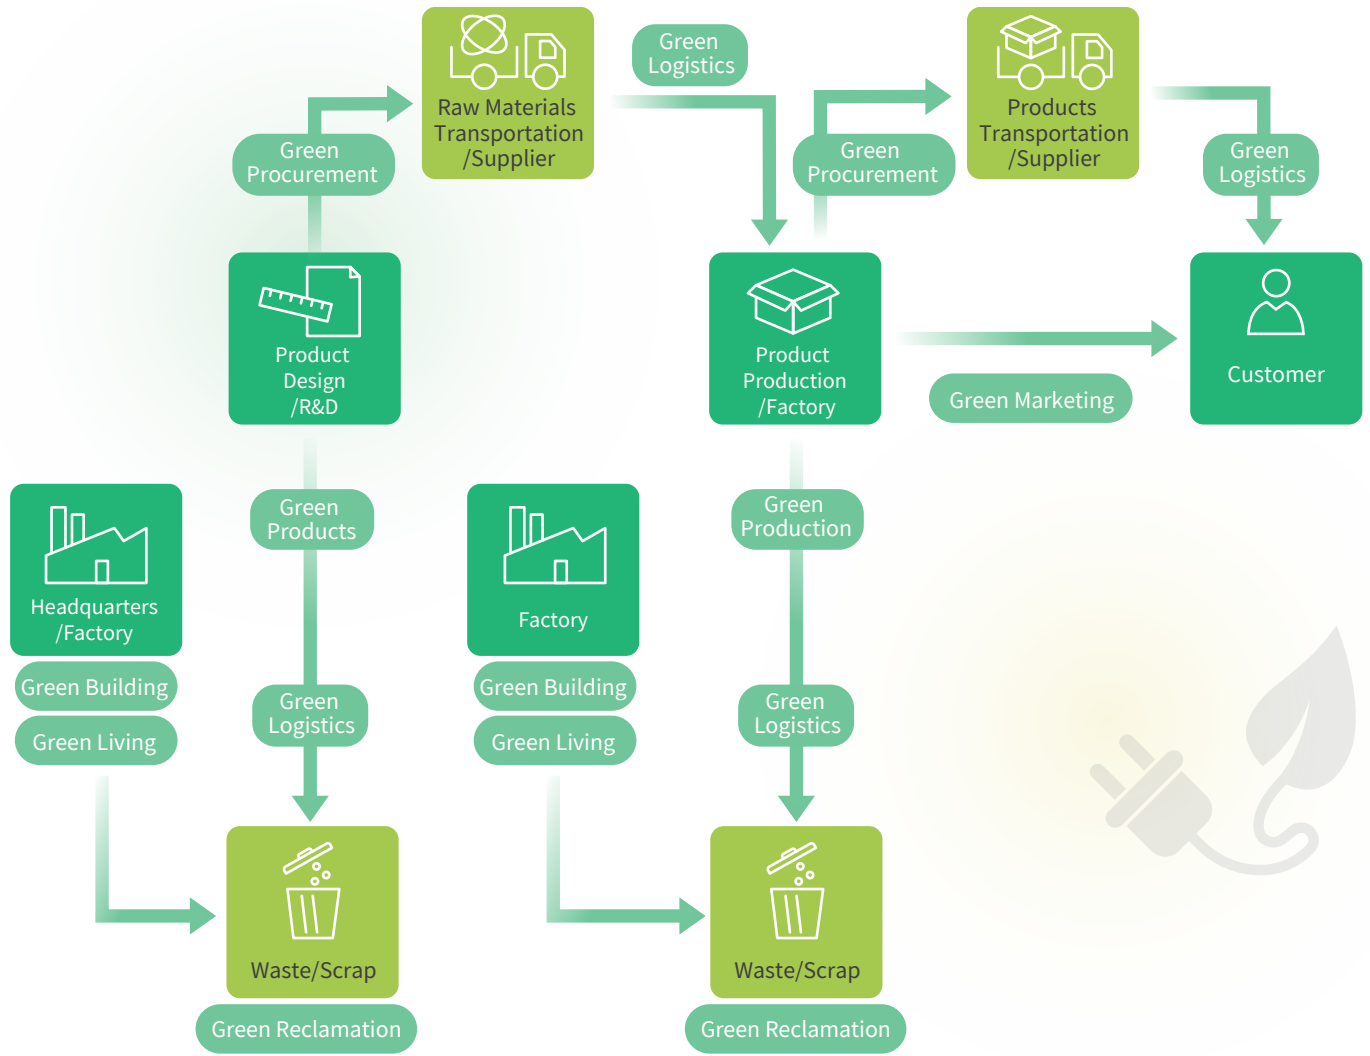 Raw Materials
Transportation
/Supplier
Green
Logistics
Products
Transportation
/Supplier
Green
Procurement
Green
Procurement
Green
Logistics
Product
Design
/R&D
Product
Production
/Factory
Customer
Green Marketing
Green
Products
Green
Production
Headquarters
/Factory
Factory
Green Building
Green Living
Green
Logistics
Green Building
Green Living
Green
Logistics
Waste/Scrap
Waste/Scrap
Green Reclamation
Green Reclamation